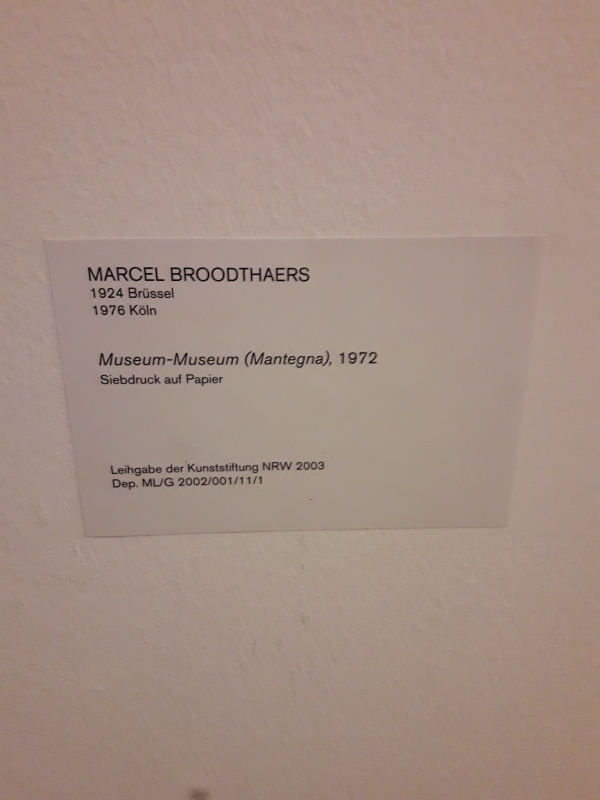 MARCEL BROODTHAERS
1924 Brüssel
1976 Köln
Museum-Museum (Mantegna), 1972
Siebdruck auf Papier
Leihgabe der Kunststiftung NRW 2003
Dep. ML/G 2002/001/11/1